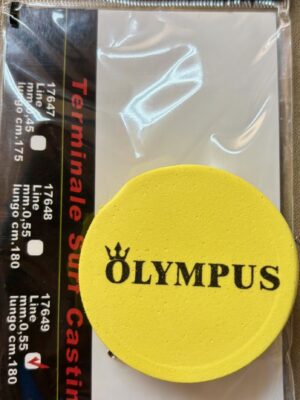 Terminale Surf Castin
17647
Line
mm.0,45
lungo cm.175
17648
Line
mm.0,55
lungo cm.180
17649
Line
mm.0,55
lungo cm.180
OLYMPUS